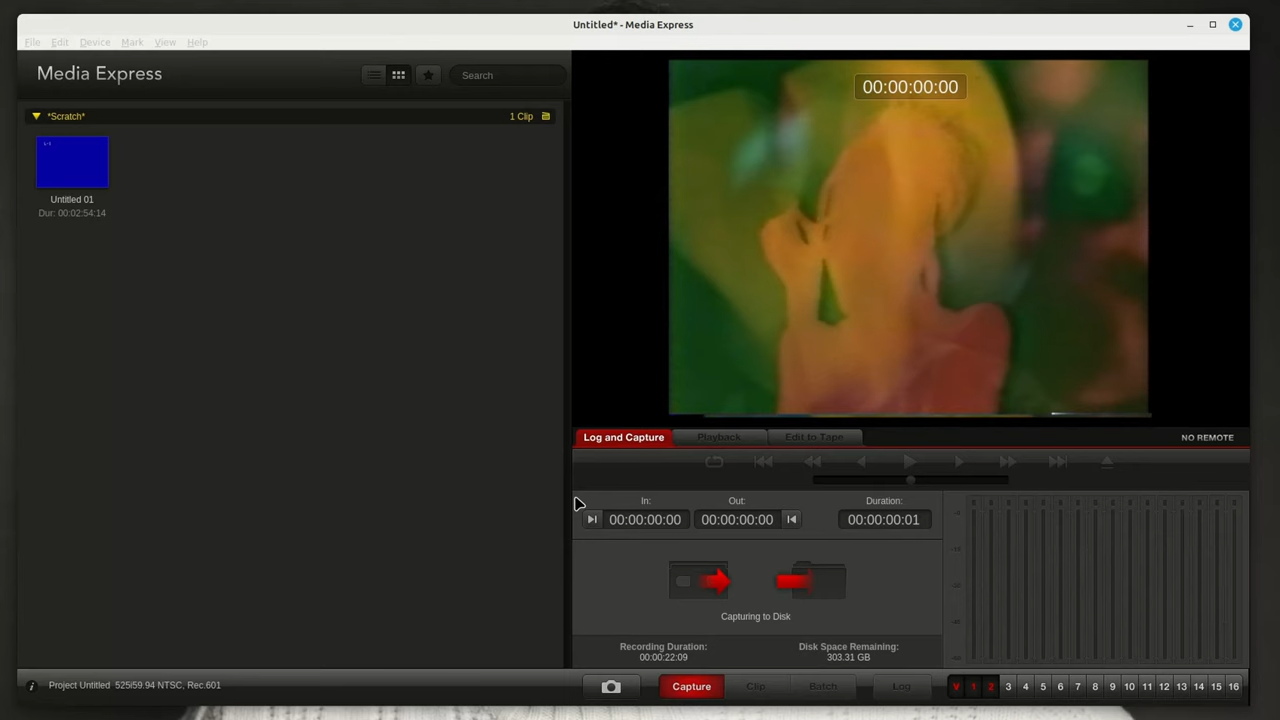 Untitled* - Media Express
File Edit Device Mark View Help
Media Express
Search
*Scratch* 1 Clip
Untitled 01
Dur: 00:02:54:14
00:00:00:00
Log and Capture Playback Edit to Tape NO REMOTE
In: Out: Duration:
00:00:00:00 00:00:00:00 00:00:00:01
Capturing to Disk
Recording Duration: Disk Space Remaining:
00:00:22:09 303.31 GB
Project Untitled 525i59.94 NTSC, Rec.601
Capture Clip Batch Log V 1 2 3 4 5 6 7 8 9 10 11 12 13 14 15 16